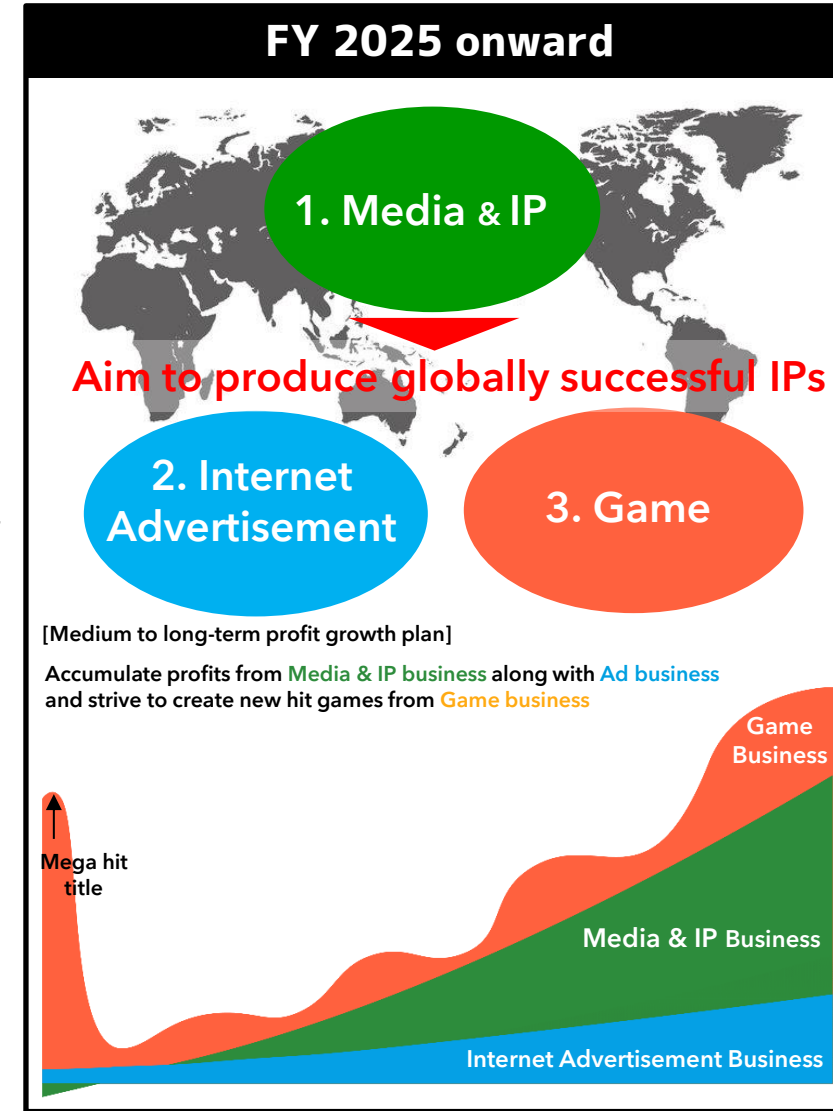 FY 2025 onward
1. Media & IP
Aim to produce globally successful IPs
2. Internet
Advertisement
3. Game
[Medium to long-term profit growth plan]
Accumulate profits from Media & IP business along with Ad business
and strive to create new hit games from Game business
Game
Business
Mega hit
title
Media & IP Business
Internet Advertisement Business